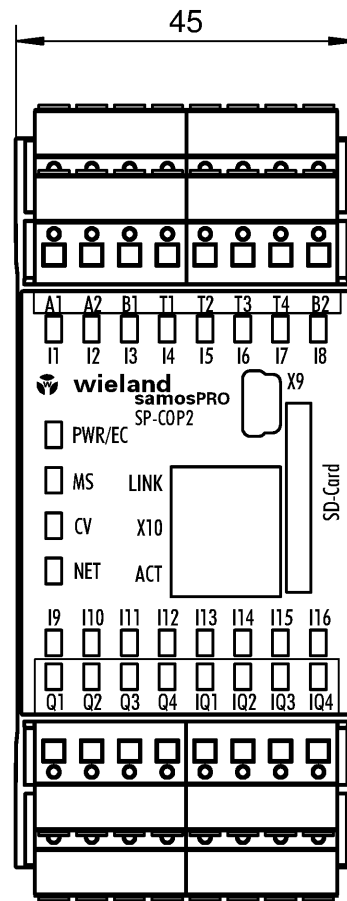 45
A1 A2 B1 T1 T2 T3 T4 B2
I1 I2 I3 I4 I5 I6 I7 I8
wieland
samosPRO
SP-COP2
X9
PWR/EC
MS
LINK
SD-Card
CV
X10
NET
ACT
I9 I10 I11 I12 I13 I14 I15 I16
Q1 Q2 Q3 Q4 IQ1 IQ2 IQ3 IQ4